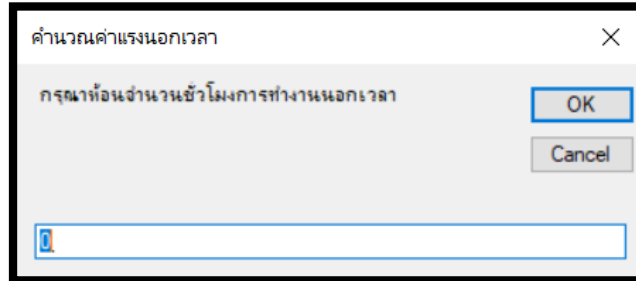 คำนวณค่าแรงนอกเวลา
กรุณาห้อนจำนวนชั่วโมงการทำงานนอกเวลา
OK
Cancel
0